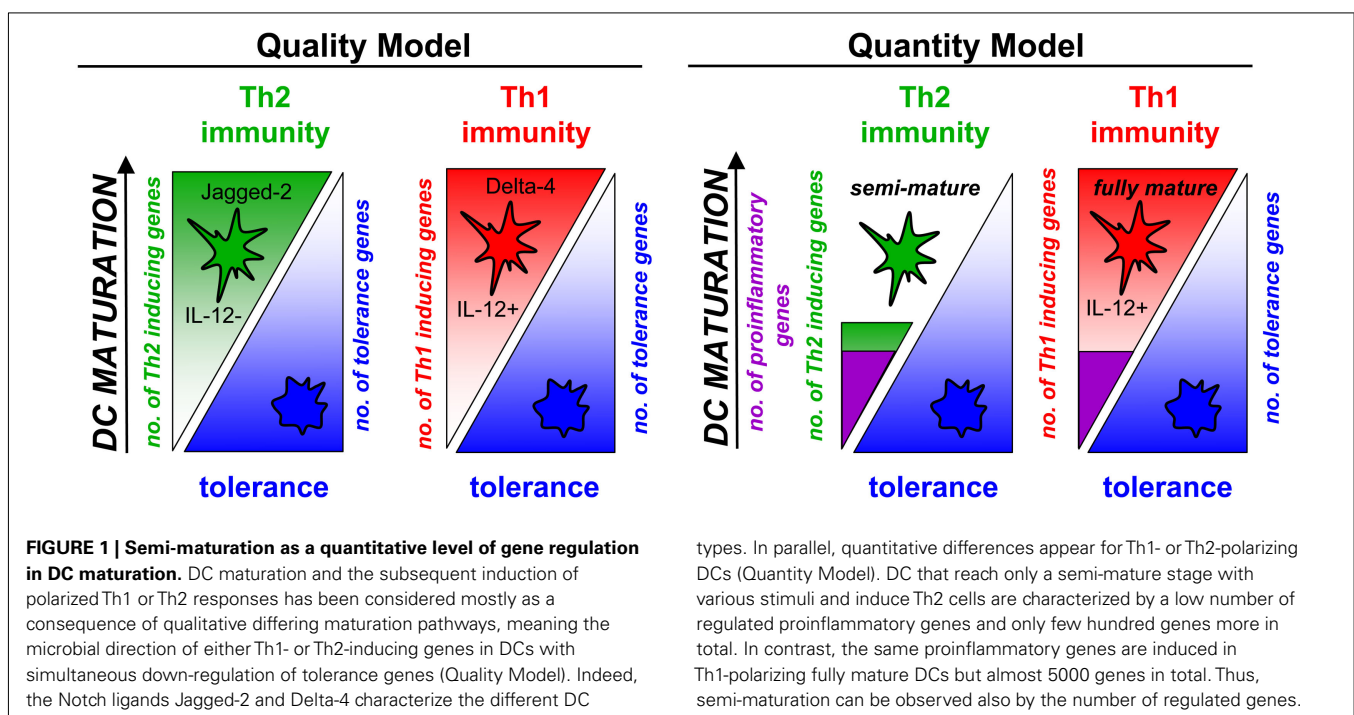 Quality Model
Th2
immunity
Th1
immunity
DC MATURATION
no. of Th2 inducing genes
Jagged-2
IL-12-
no. of tolerance genes
no. of Th1 inducing genes
Delta-4
IL-12+
no. of tolerance genes
tolerance
tolerance
Quantity Model
Th2
immunity
Th1
immunity
DC MATURATION
no. of proinflammatory
genes
no. of Th2 inducing genes
semi-mature
no. of Th1 inducing genes
fully mature
IL-12+
no. of tolerance genes
tolerance
tolerance
FIGURE 1 | Semi-maturation as a quantitative level of gene regulation
in DC maturation. DC maturation and the subsequent induction of
polarized Th1 or Th2 responses has been considered mostly as a
consequence of qualitative differing maturation pathways, meaning the
microbial direction of either Th1- or Th2-inducing genes in DCs with
simultaneous down-regulation of tolerance genes (Quality Model). Indeed,
the Notch ligands Jagged-2 and Delta-4 characterize the different DC
types. In parallel, quantitative differences appear for Th1- or Th2-polarizing
DCs (Quantity Model). DC that reach only a semi-mature stage with
various stimuli and induce Th2 cells are characterized by a low number of
regulated proinflammatory genes and only few hundred genes more in
total. In contrast, the same proinflammatory genes are induced in
Th1-polarizing fully mature DCs but almost 5000 genes in total. Thus,
semi-maturation can be observed also by the number of regulated genes.